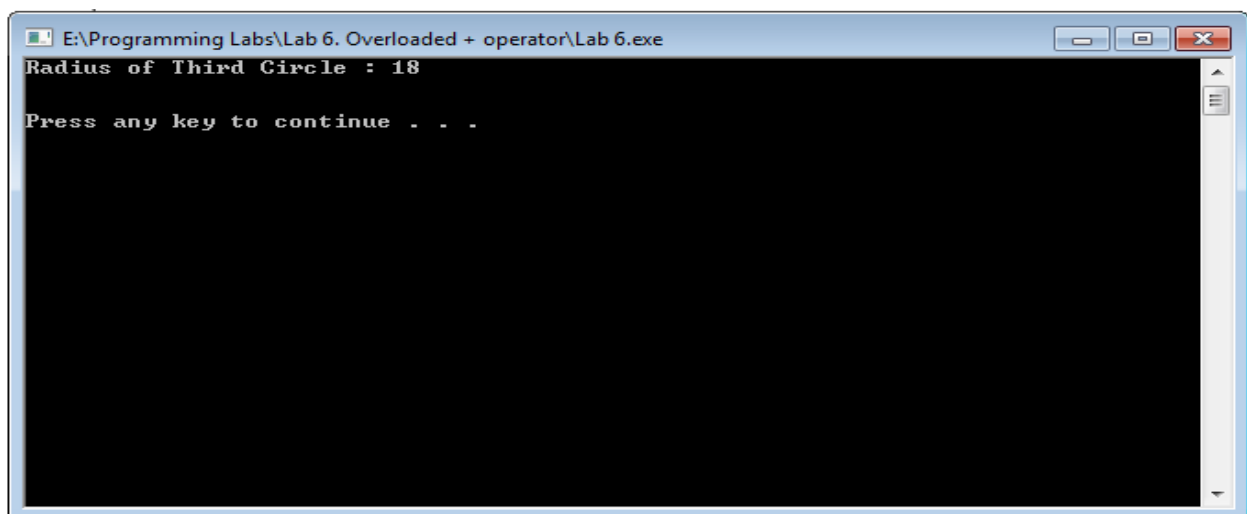 E:\Programming Labs\Lab 6. Overloaded + operator\Lab 6.exe
Radius of Third Circle : 18
Press any key to continue . . .